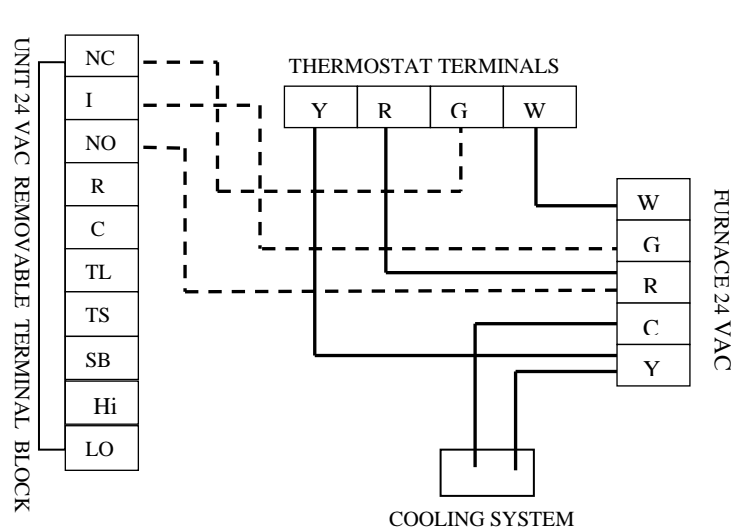 UNIT 24 VAC REMOVABLE TERMINAL BLOCK
NC
I
NO
R
C
TL
TS
SB
Hi
LO
THERMOSTAT TERMINALS
Y R G W
W
G
R
C
Y
FURNACE 24 VAC
COOLING SYSTEM